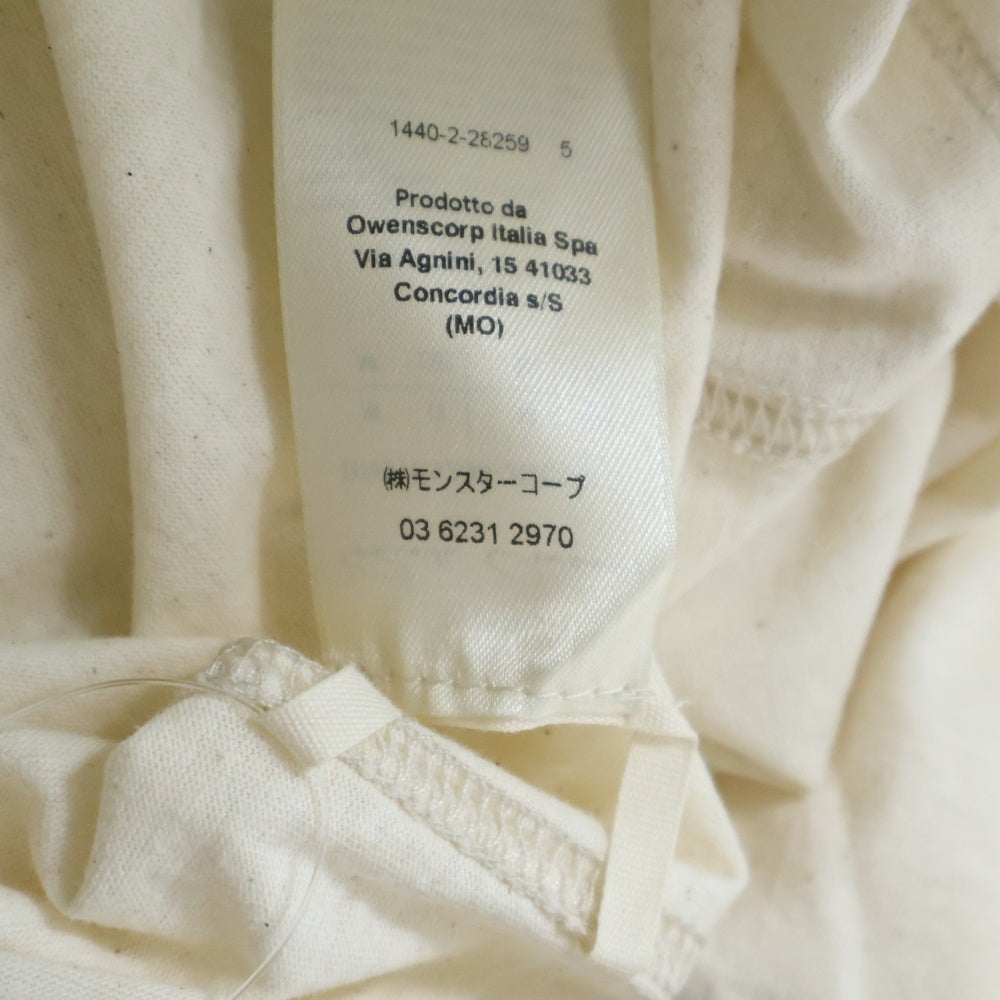 1440-2-28259 5
Prodotto da
Owenscorp Italia Spa
Via Agnini, 15 41033
Concordia s/S
(MO)
㈱モンスターコープ
03 6231 2970